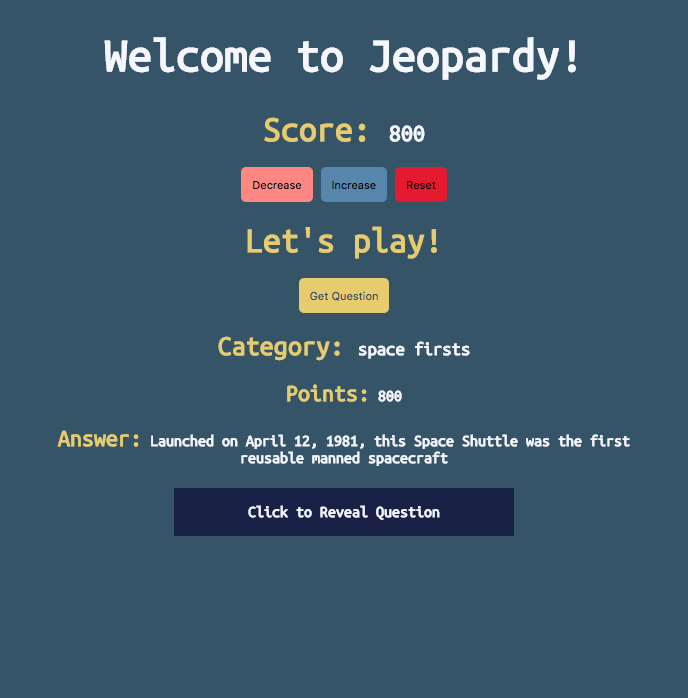 Welcome to Jeopardy!
Score: 800
Decrease Increase Reset
Let's play!
Get Question
Category: space firsts
Points: 800
Answer: Launched on April 12, 1981, this Space Shuttle was the first
reusable manned spacecraft
Click to Reveal Question